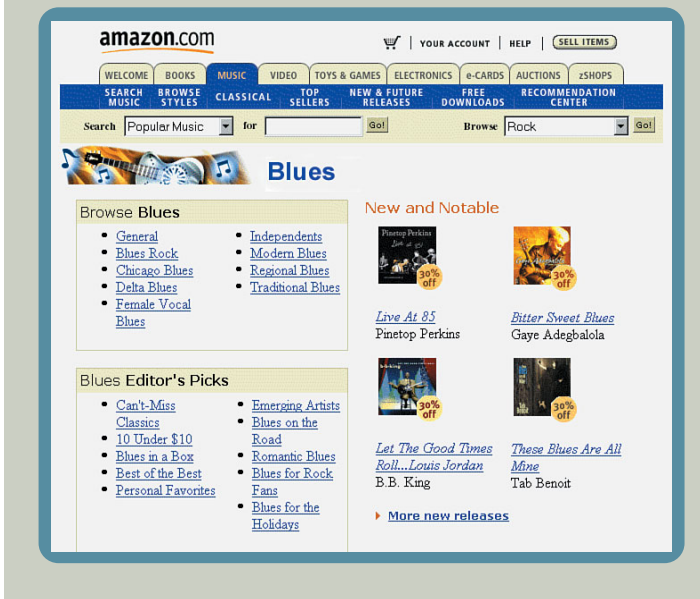 amazon.com
YOUR ACCOUNT | HELP | SELL ITEMS
WELCOME BOOKS MUSIC VIDEO TOYS & GAMES ELECTRONICS e-CARDS AUCTIONS zSHOPS
SEARCH MUSIC BROWSE STYLES CLASSICAL TOP SELLERS NEW & FUTURE RELEASES FREE DOWNLOADS RECOMMENDATION CENTER
Search Popular Music for Go! Browse Rock Go!
Blues
Browse Blues
General
Blues Rock
Chicago Blues
Delta Blues
Female Vocal
Blues
Independents
Modern Blues
Regional Blues
Traditional Blues
Blues Editor's Picks
Can't-Miss
Classics
10 Under $10
Blues in a Box
Best of the Best
Personal Favorites
Emerging Artists
Blues on the
Road
Romantic Blues
Blues for Rock
Fans
Blues for the
Holidays
New and Notable
Pinetop Perkins
Live at 85!
30%
off
Live At 85
Pinetop Perkins
30%
off
Bitter Sweet Blues
Gaye Adegbalola
30%
off
Let The Good Times
Roll...Louis Jordan
B.B. King
Tab Benoit
30%
off
These Blues Are All
Mine
Tab Benoit
More new releases